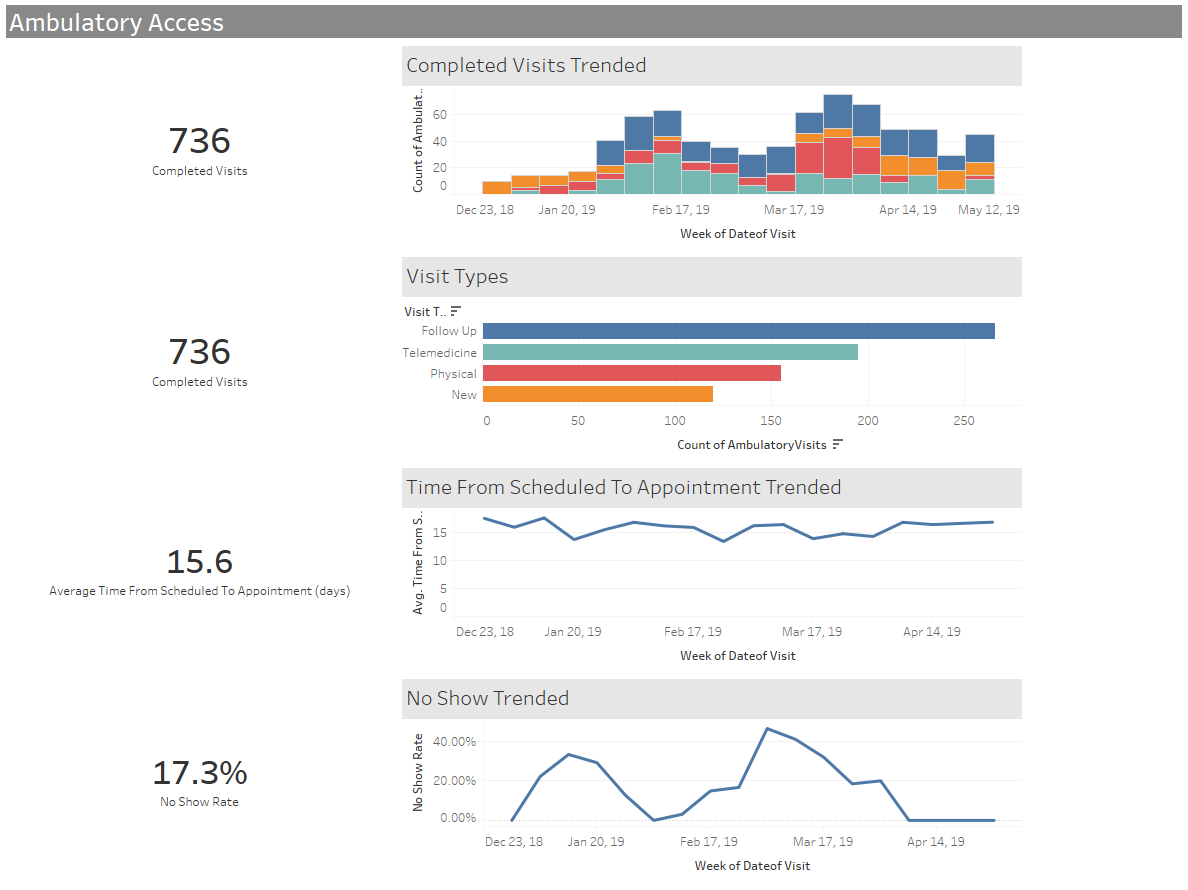 Ambulatory Access
736
Completed Visits
Completed Visits Trended
Count of Ambulat..
60
40
20
0
Dec 23, 18 Jan 20, 19 Feb 17, 19 Mar 17, 19 Apr 14, 19 May 12, 19
Week of Dateof Visit
736
Completed Visits
Visit Types
Visit T..
Follow Up
Telemedicine
Physical
New
0 50 100 150 200 250
Count of AmbulatoryVisits
15.6
Average Time From Scheduled To Appointment (days)
Time From Scheduled To Appointment Trended
Avg. Time From S..
15
10
5
0
Dec 23, 18 Jan 20, 19 Feb 17, 19 Mar 17, 19 Apr 14, 19
Week of Dateof Visit
17.3%
No Show Rate
No Show Trended
No Show Rate
40.00%
20.00%
0.00%
Dec 23, 18 Jan 20, 19 Feb 17, 19 Mar 17, 19 Apr 14, 19
Week of Dateof Visit